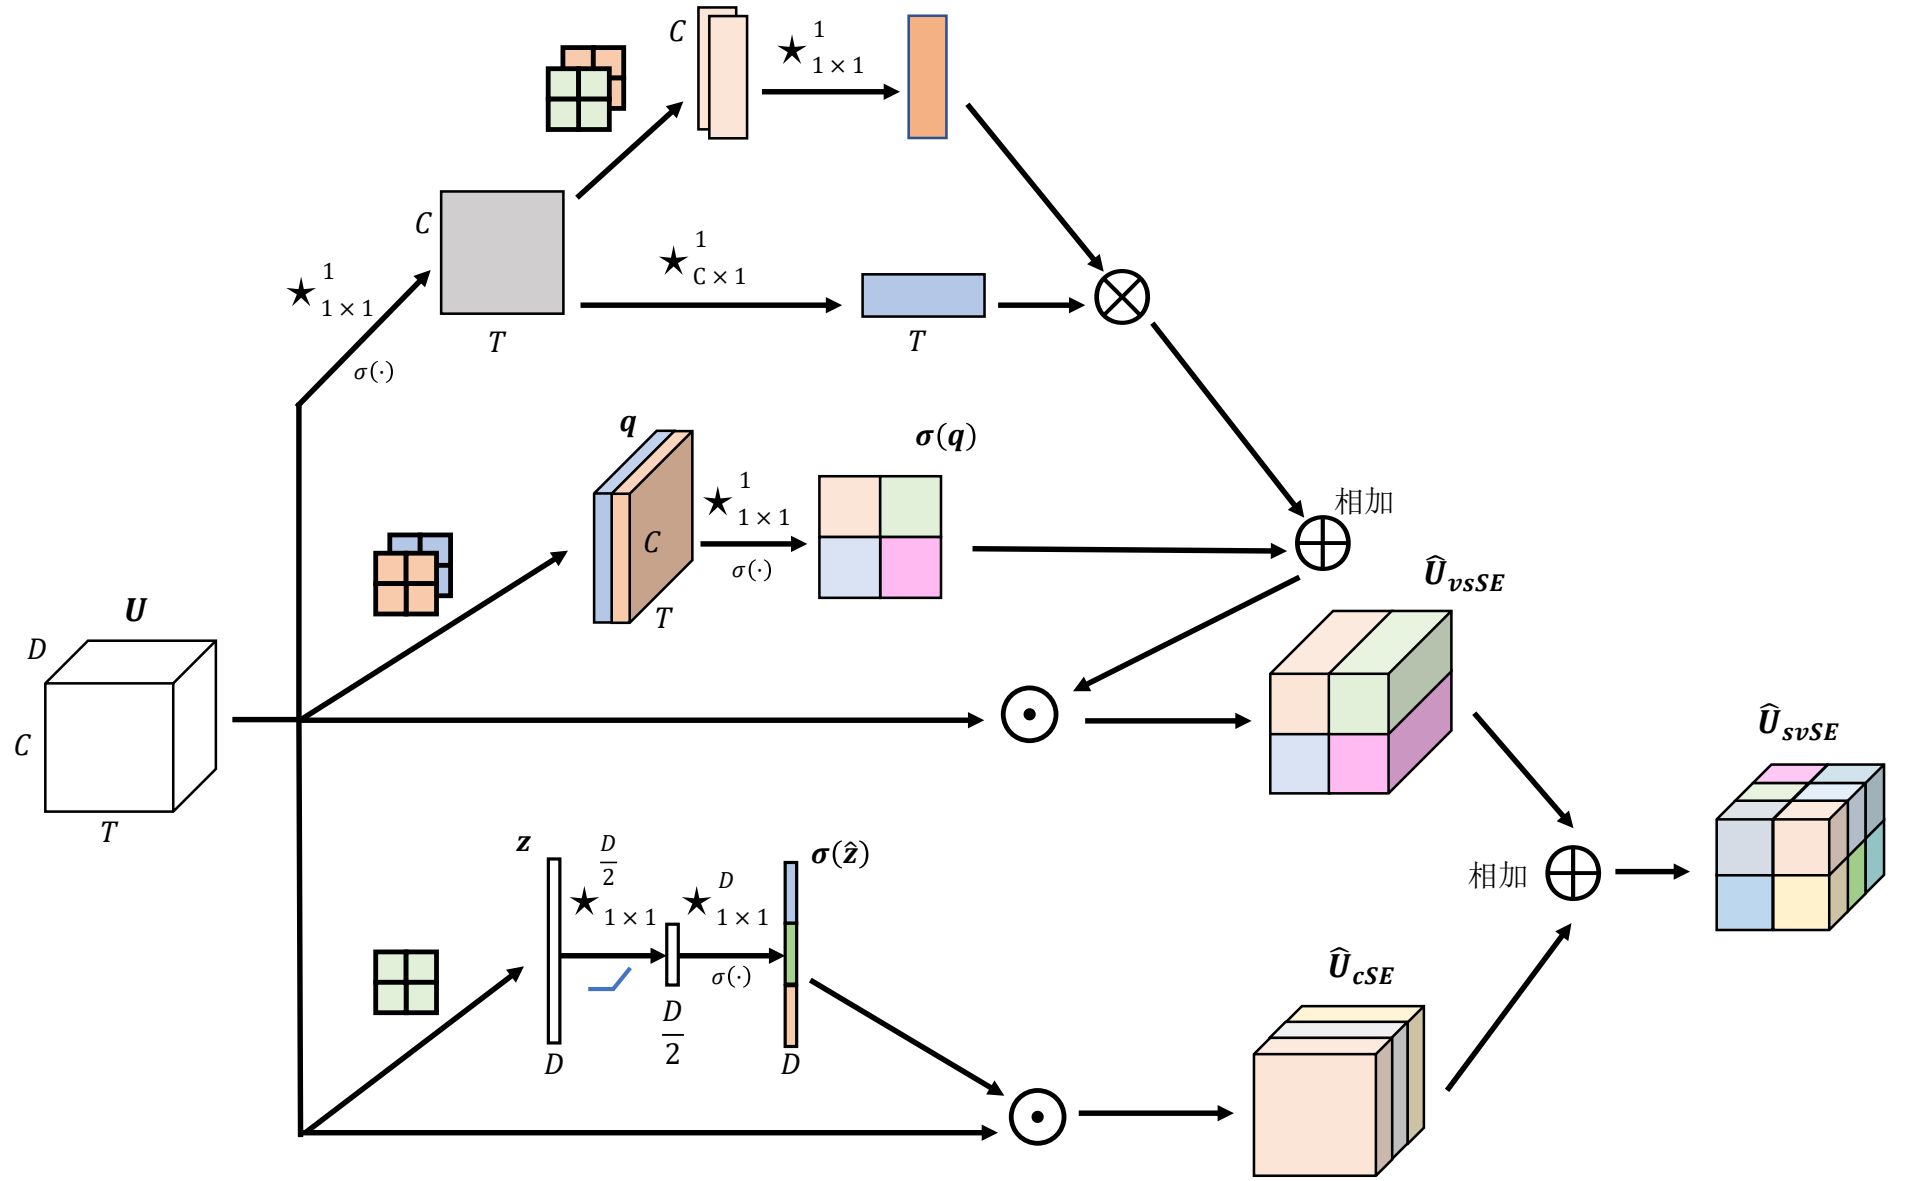 C
★ 1 1 × 1
C
★ 1 C × 1
★ 1 1 × 1
σ(·)
T
T
q
σ(q)
★ 1 1 × 1
C
σ(·)
T
相加
Û_vsSE
U
D
C
T
Û_svSE
z
★ D/2 1 × 1
★ D 1 × 1
σ(ẑ)
相加
σ(·)
D
D/2
D
Û_cSE